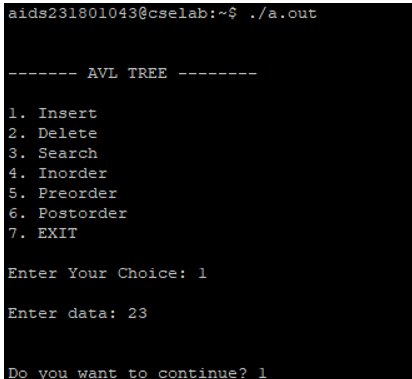 aids231801043@cselab:~$ ./a.out
------- AVL TREE --------
1. Insert
2. Delete
3. Search
4. Inorder
5. Preorder
6. Postorder
7. EXIT
Enter Your Choice: 1
Enter data: 23
Do you want to continue? 1